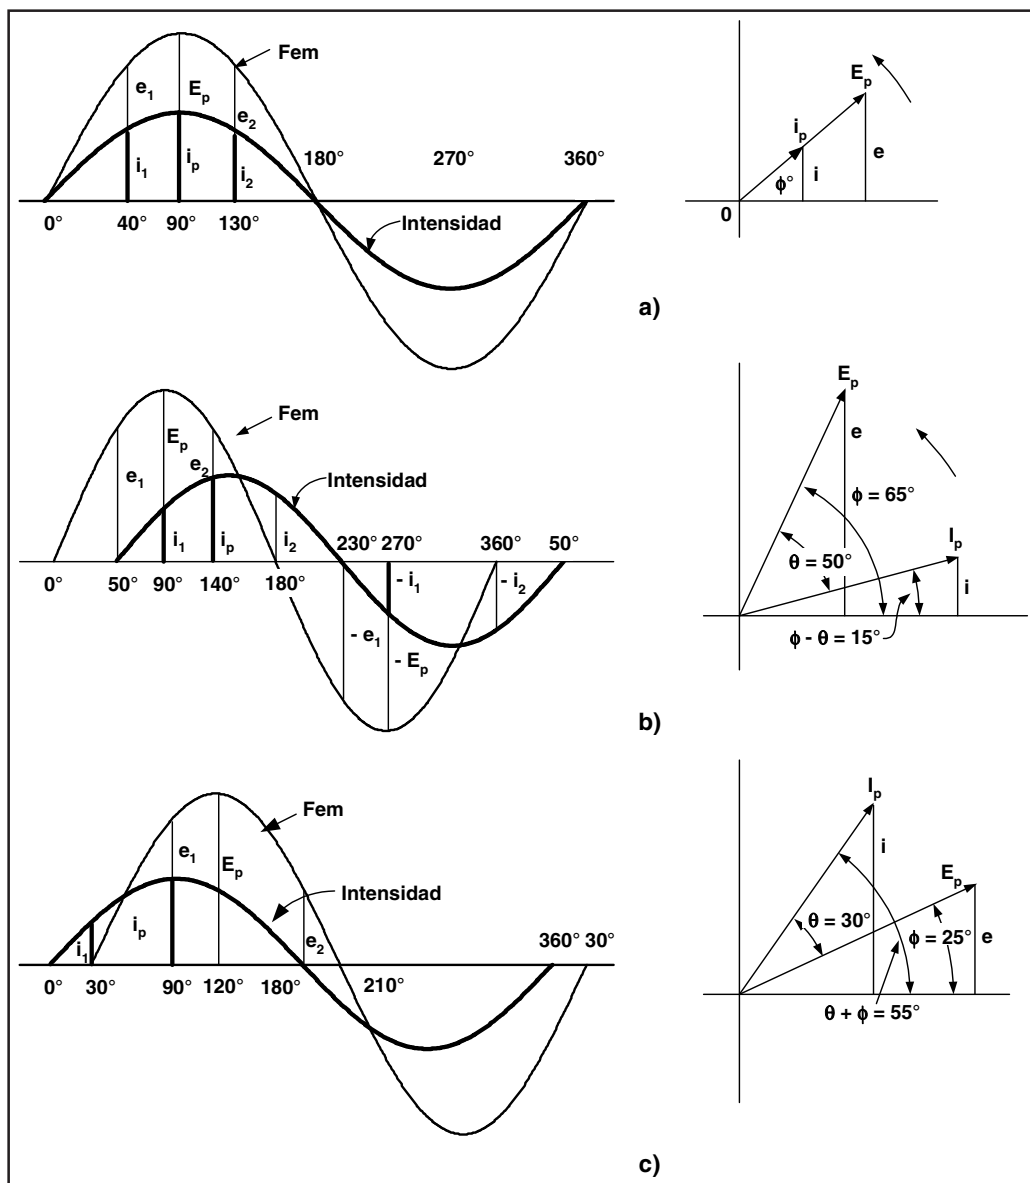 Fem
e1
Ep
e2
i1
ip
i2
180°
270°
360°
0°
40°
90°
130°
Intensidad
Ep
ip
e
ϕ°
i
0
a)
Fem
Ep
e1
e2
Intensidad
i1
ip
i2
230°
270°
360°
50°
0°
50°
90°
140°
180°
- i1
- i2
- e1
- Ep
Ep
e
ϕ = 65°
θ = 50°
Ip
i
ϕ - θ = 15°
b)
Fem
e1
Ep
Intensidad
ip
i1
e2
360°
30°
0°
30°
90°
120°
180°
210°
Ip
i
Ep
θ = 30°
ϕ = 25°
e
θ + ϕ = 55°
c)